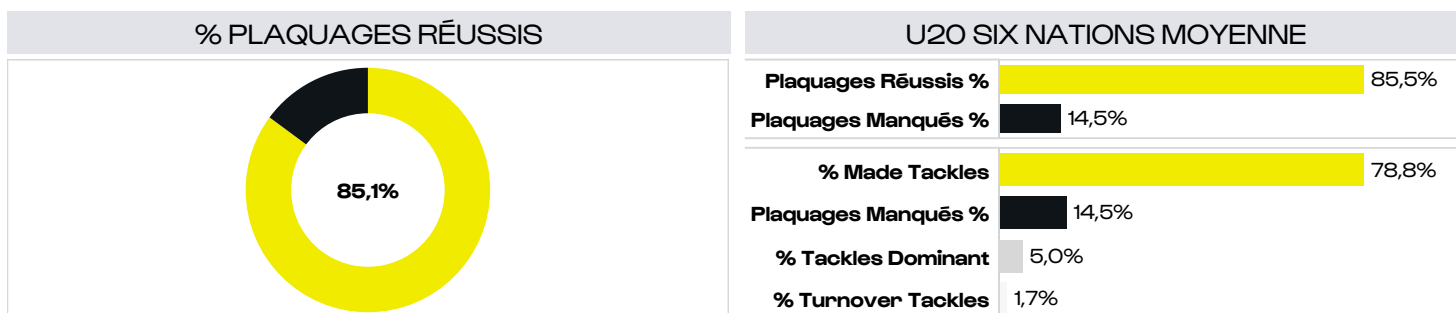 % PLAQUAGES RÉUSSIS
85,1%
U20 SIX NATIONS MOYENNE
Plaquages Réussis % 85,5%
Plaquages Manqués % 14,5%
% Made Tackles 78,8%
Plaquages Manqués % 14,5%
% Tackles Dominant 5,0%
% Turnover Tackles 1,7%